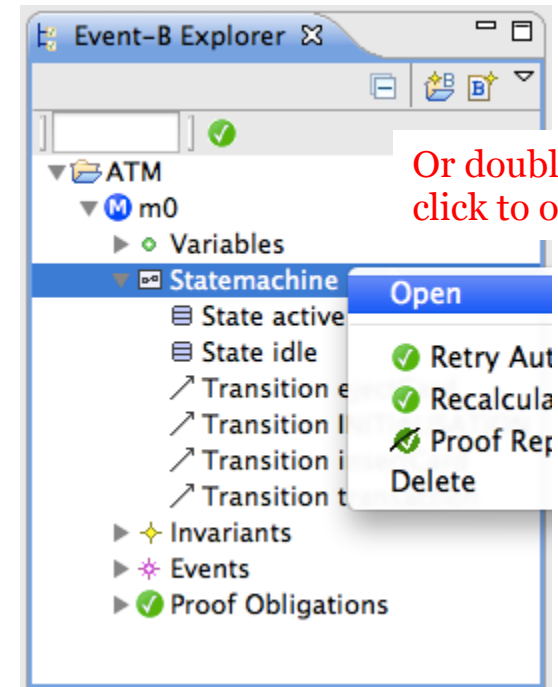 Event-B Explorer
Or doubl
click to o
ATM
m0
Variables
Statemachine
Open
State active
State idle
Retry Aut
Transition e
Recalcula
Transition I
Proof Rep
Transition i
Delete
Transition t
Invariants
Events
Proof Obligations